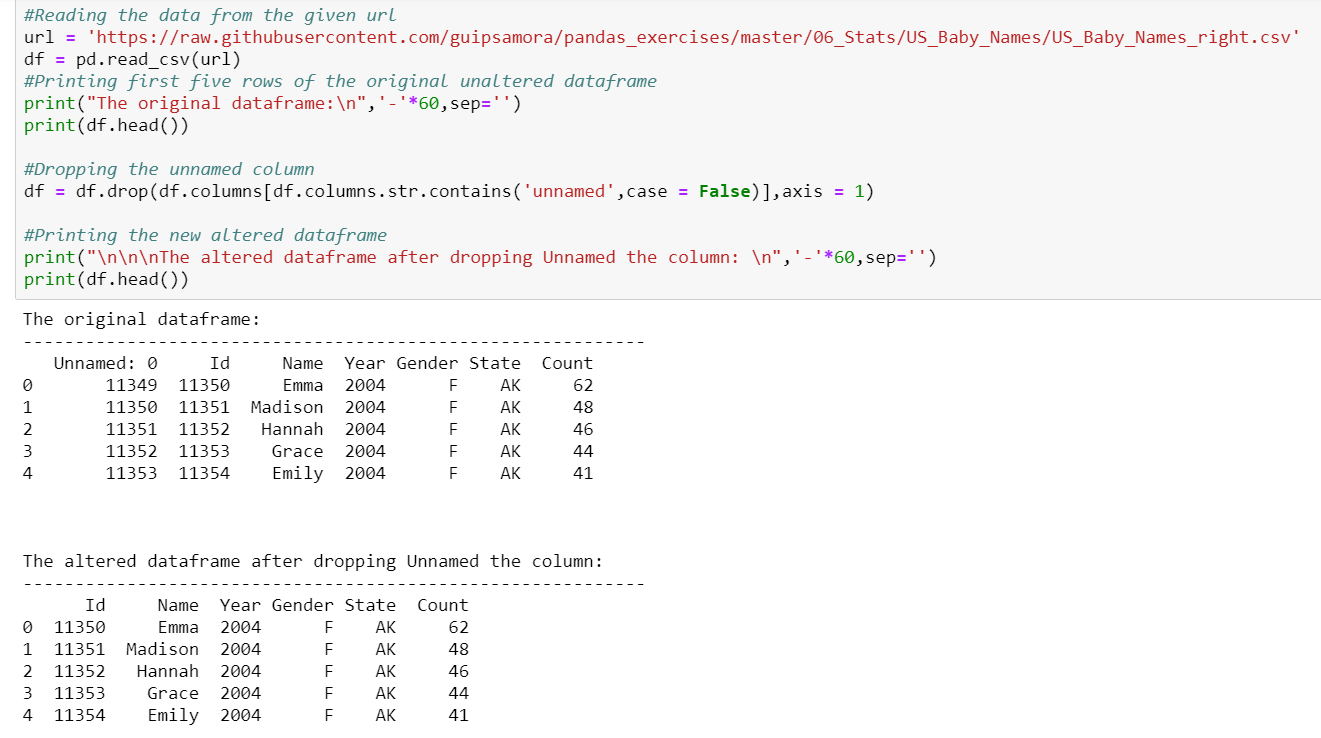 #Reading the data from the given url
url = 'https://raw.githubusercontent.com/guipsamora/pandas_exercises/master/06_Stats/US_Baby_Names/US_Baby_Names_right.csv'
df = pd.read_csv(url)
#Printing first five rows of the original unaltered dataframe
print("The original dataframe:\n",'-'*60,sep='')
print(df.head())

#Dropping the unnamed column
df = df.drop(df.columns[df.columns.str.contains('unnamed',case = False)],axis = 1)

#Printing the new altered dataframe
print("\n\n\nThe altered dataframe after dropping Unnamed the column: \n",'-'*60,sep='')
print(df.head())
The original dataframe:
------------------------------------------------------------
   Unnamed: 0     Id     Name  Year Gender State  Count
0       11349  11350     Emma  2004      F    AK     62
1       11350  11351  Madison  2004      F    AK     48
2       11351  11352   Hannah  2004      F    AK     46
3       11352  11353    Grace  2004      F    AK     44
4       11353  11354    Emily  2004      F    AK     41

The altered dataframe after dropping Unnamed the column:
------------------------------------------------------------
      Id     Name  Year Gender State  Count
0  11350     Emma  2004      F    AK     62
1  11351  Madison  2004      F    AK     48
2  11352   Hannah  2004      F    AK     46
3  11353    Grace  2004      F    AK     44
4  11354    Emily  2004      F    AK     41